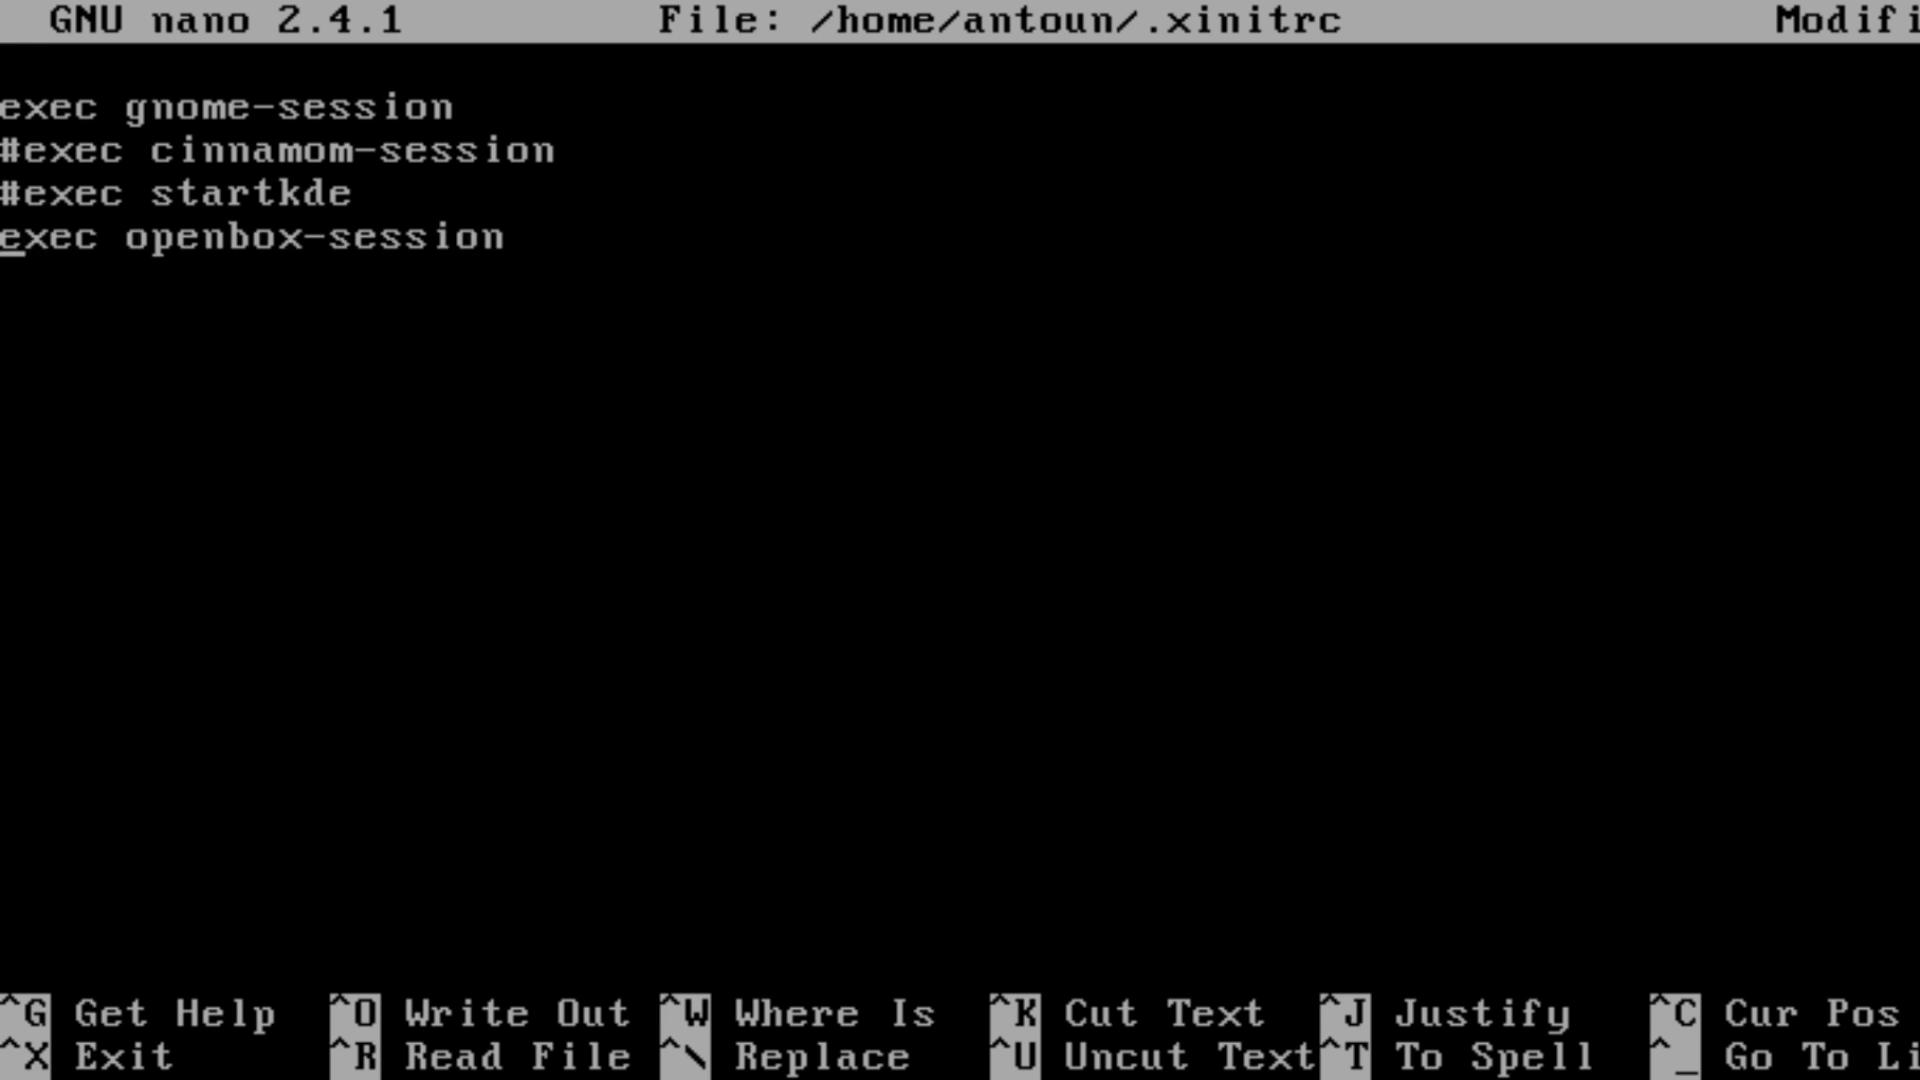 GNU nano 2.4.1 File: /home/antoun/.xinitrc Modifi
exec gnome-session
#exec cinnamom-session
#exec startkde
exec openbox-session
^G Get Help ^O Write Out ^W Where Is ^K Cut Text ^J Justify ^C Cur Pos
^X Exit ^R Read File ^\ Replace ^U Uncut Text ^T To Spell ^_ Go To Li